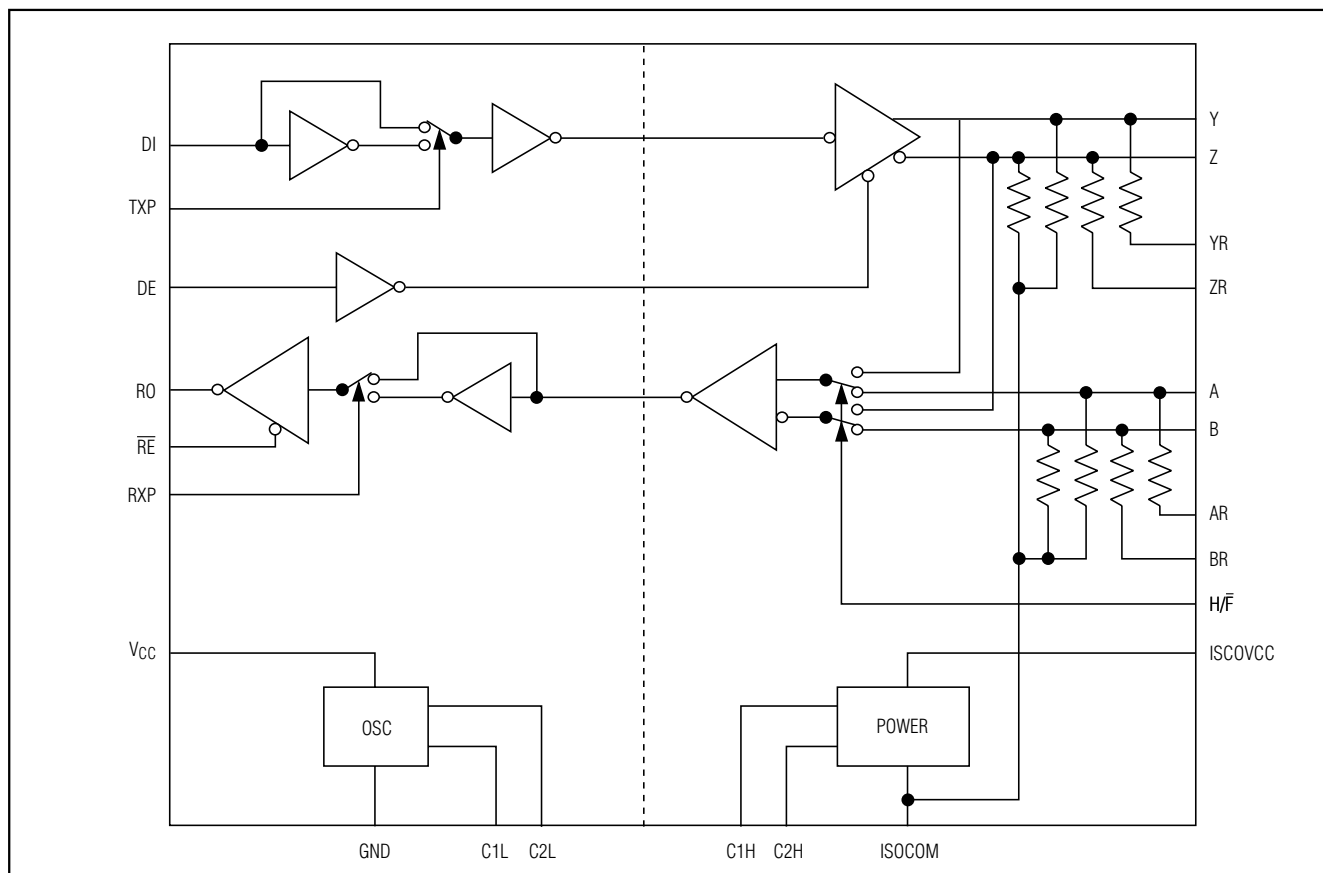 DI
TXP
DE
RO
R̅E̅
RXP
VCC
Y
Z
YR
ZR
A
B
AR
BR
H/F̅
ISCOVCC
OSC
POWER
GND
C1L
C2L
C1H
C2H
ISOCOM